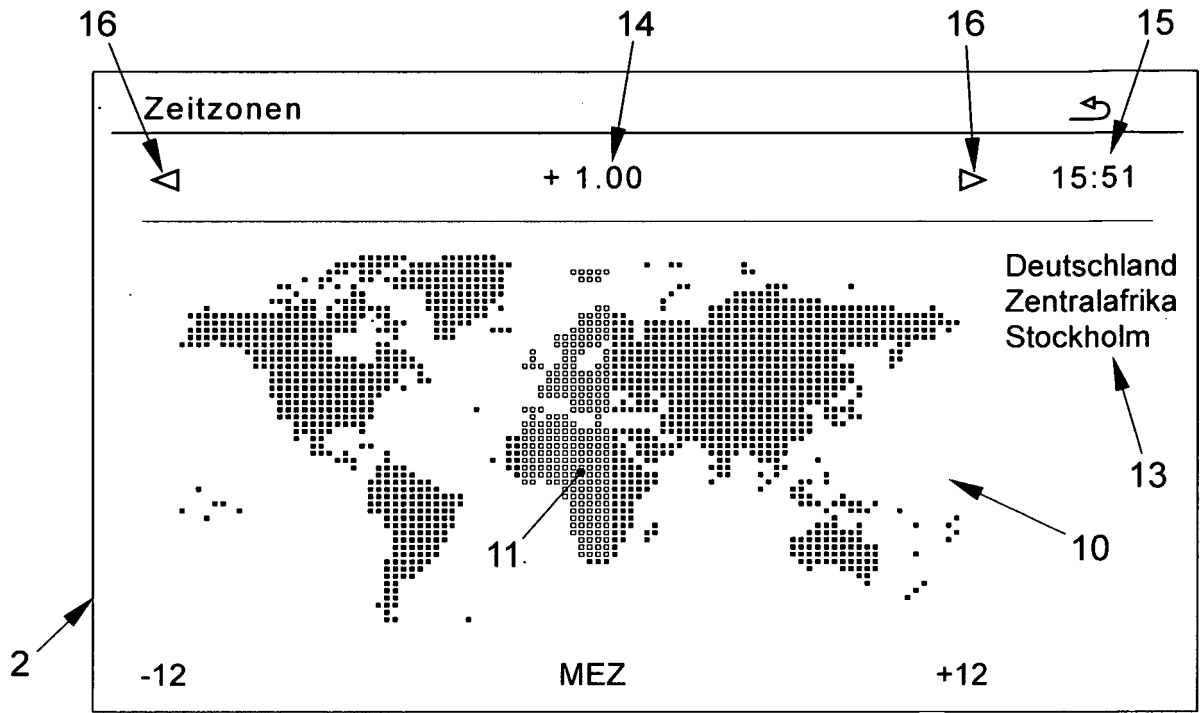 16 14 16 15
Zeitzonen
+ 1.00 15:51
Deutschland
Zentralafrika
Stockholm
13
11 10
2
-12 MEZ +12